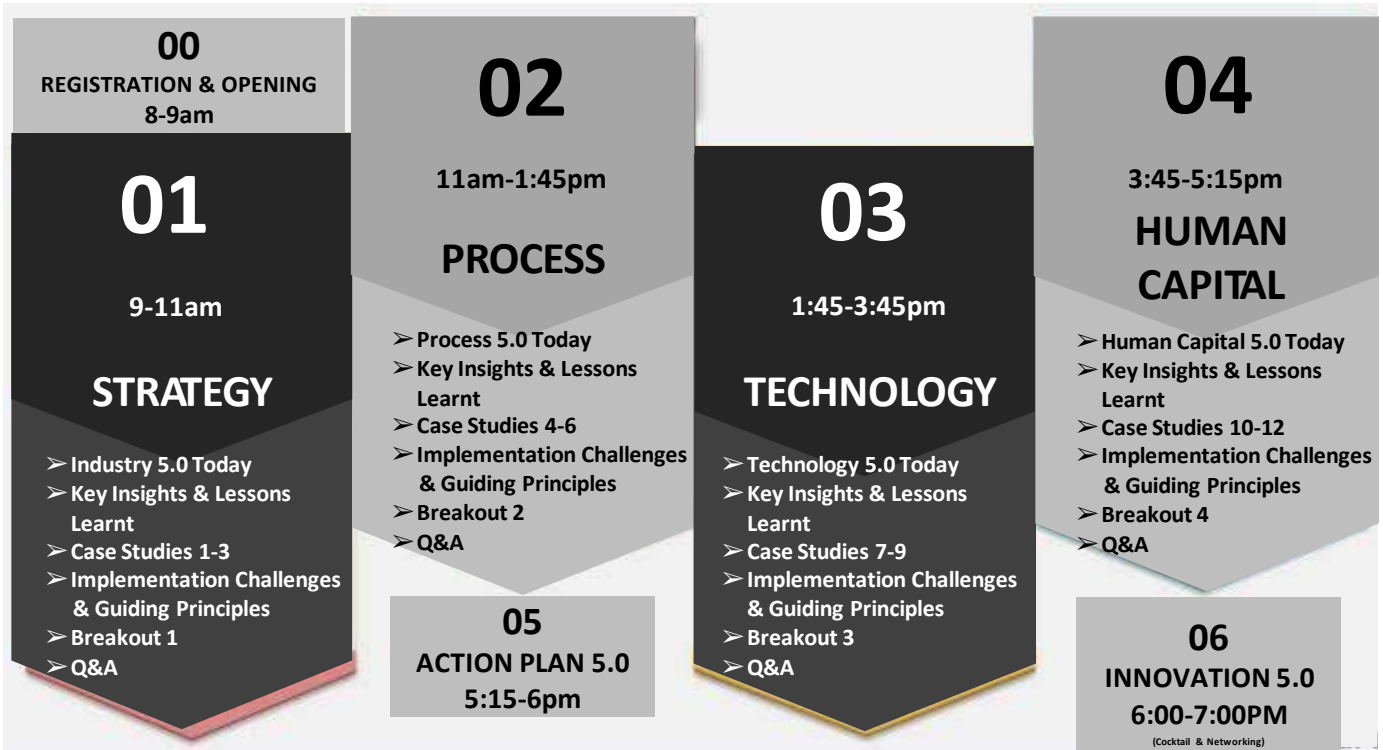 00
REGISTRATION & OPENING
8-9am
01
9-11am
STRATEGY
➢ Industry 5.0 Today
➢ Key Insights & Lessons
Learnt
➢ Case Studies 1-3
➢ Implementation Challenges
& Guiding Principles
➢ Breakout 1
➢ Q&A
02
11am-1:45pm
PROCESS
➢ Process 5.0 Today
➢ Key Insights & Lessons
Learnt
➢ Case Studies 4-6
➢ Implementation Challenges
& Guiding Principles
➢ Breakout 2
➢ Q&A
03
1:45-3:45pm
TECHNOLOGY
➢ Technology 5.0 Today
➢ Key Insights & Lessons
Learnt
➢ Case Studies 7-9
➢ Implementation Challenges
& Guiding Principles
➢ Breakout 3
➢ Q&A
04
3:45-5:15pm
HUMAN
CAPITAL
➢ Human Capital 5.0 Today
➢ Key Insights & Lessons
Learnt
➢ Case Studies 10-12
➢ Implementation Challenges
& Guiding Principles
➢ Breakout 4
➢ Q&A
05
ACTION PLAN 5.0
5:15-6pm
06
INNOVATION 5.0
6:00-7:00PM
(Cocktail & Networking)